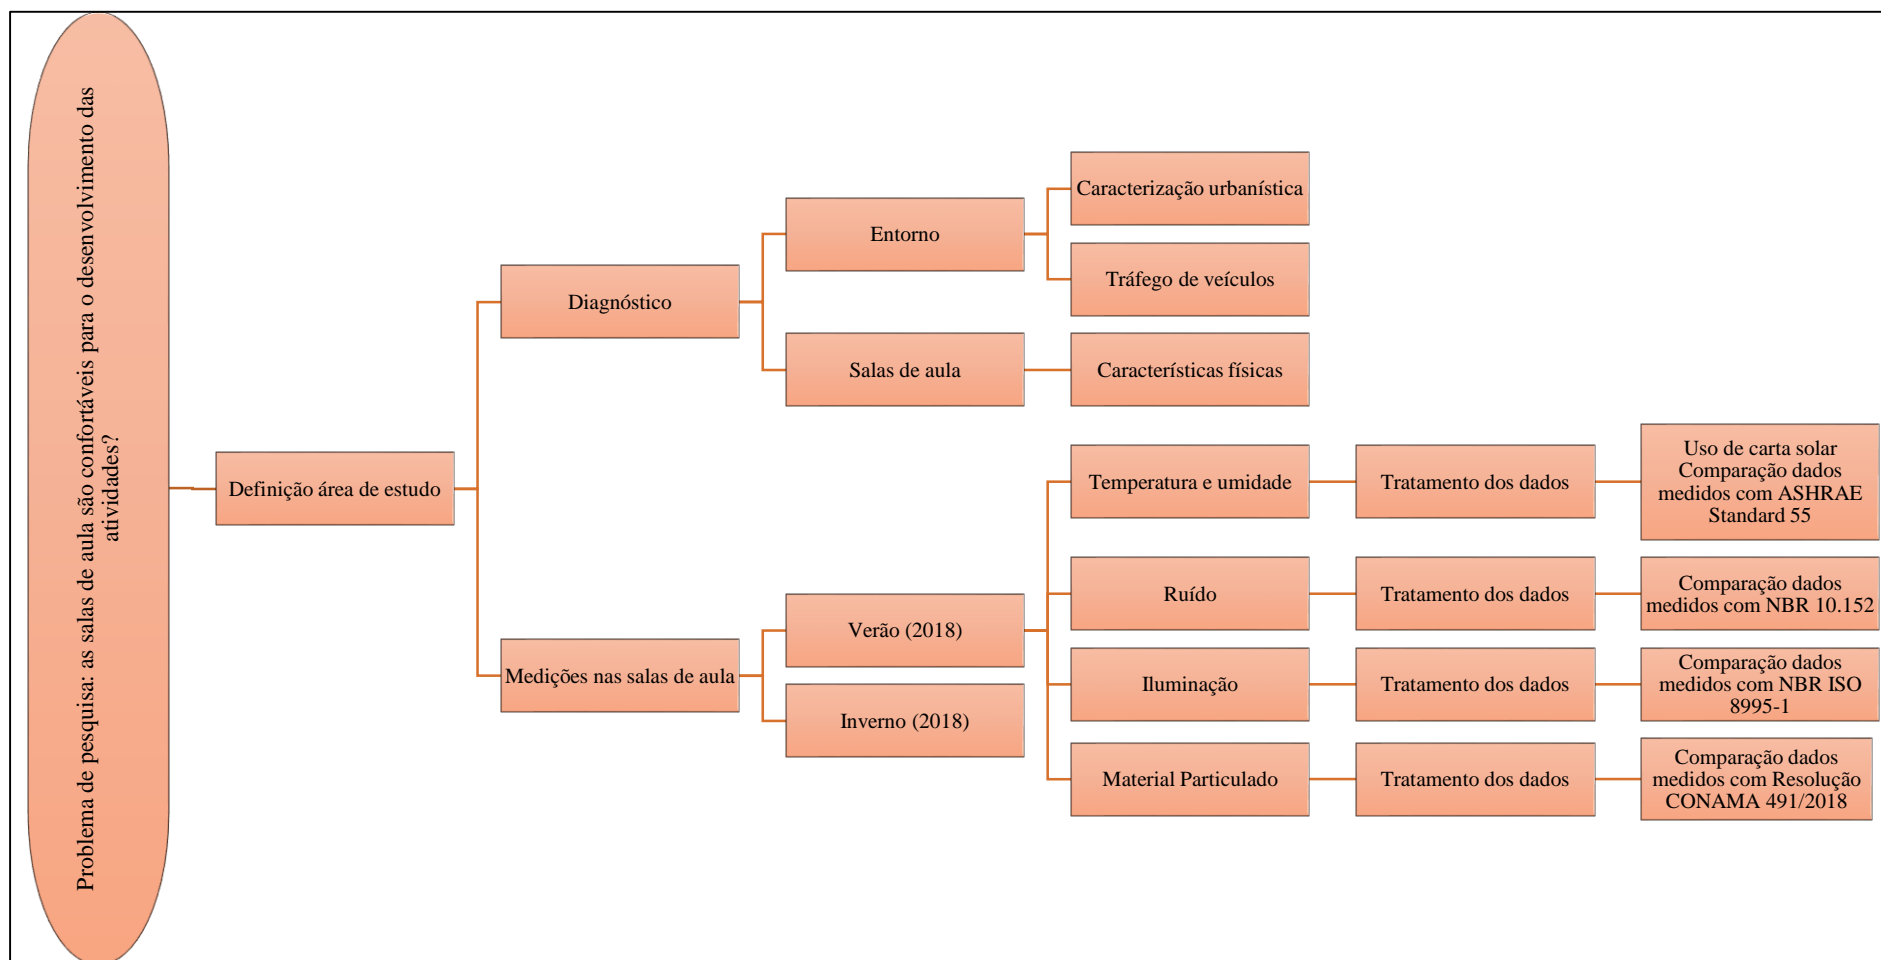 Problema de pesquisa: as salas de aula são confortáveis para o desenvolvimento das
atividades?
Definição área de estudo
Diagnóstico
Entorno
Caracterização urbanística
Tráfego de veículos
Salas de aula
Características físicas
Medições nas salas de aula
Verão (2018)
Temperatura e umidade
Tratamento dos dados
Uso de carta solar
Comparação dados
medidos com ASHRAE
Standard 55
Ruído
Tratamento dos dados
Comparação dados
medidos com NBR 10.152
Iluminação
Tratamento dos dados
Comparação dados
medidos com NBR ISO
8995-1
Material Particulado
Tratamento dos dados
Comparação dados
medidos com Resolução
CONAMA 491/2018
Inverno (2018)